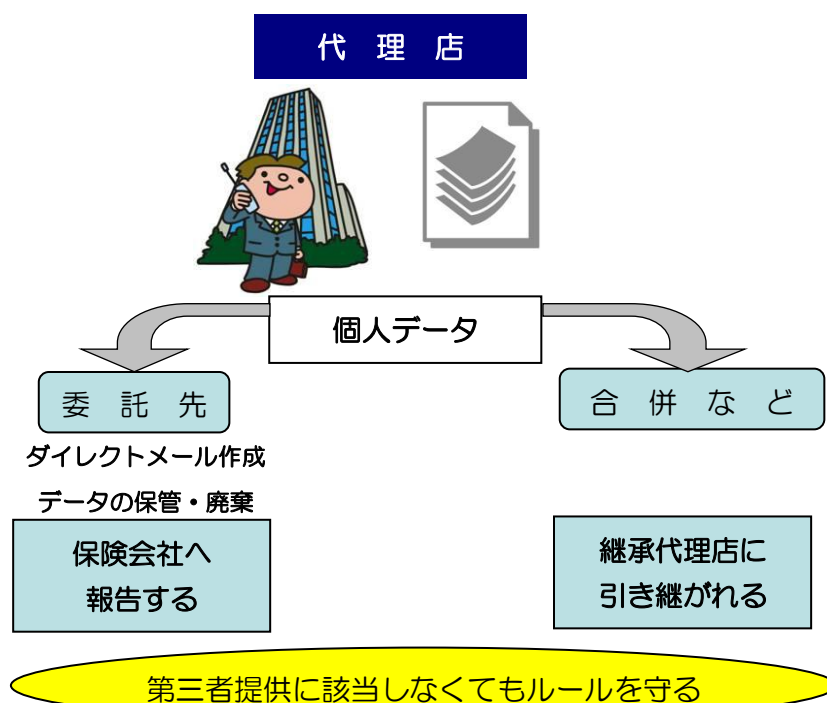 代 理 店
個人データ
委 託 先
合 併 な ど
ダイレクトメール作成
データの保管・廃棄
保険会社へ
報告する
継承代理店に
引き継がれる
第三者提供に該当しなくてもルールを守る